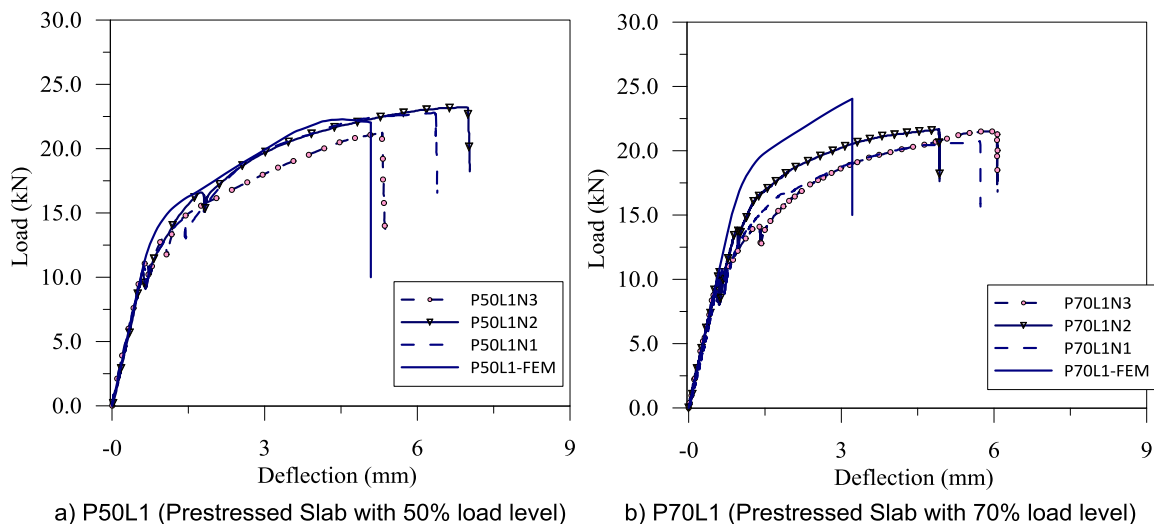 30.0
25.0
20.0
15.0
10.0
5.0
0.0
Load (kN)
-0 3 6 9
Deflection (mm)
P50L1N3
P50L1N2
P50L1N1
P50L1-FEM
a) P50L1 (Prestressed Slab with 50% load level)
30.0
25.0
20.0
15.0
10.0
5.0
0.0
Load (kN)
-0 3 6 9
Deflection (mm)
P70L1N3
P70L1N2
P70L1N1
P70L1-FEM
b) P70L1 (Prestressed Slab with 70% load level)